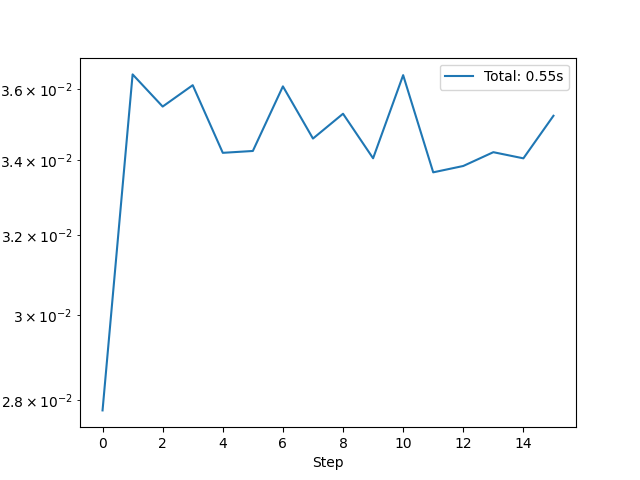 Total: 0.55s
3.6 × 10⁻²
3.4 × 10⁻²
3.2 × 10⁻²
3 × 10⁻²
2.8 × 10⁻²
0 2 4 6 8 10 12 14
Step